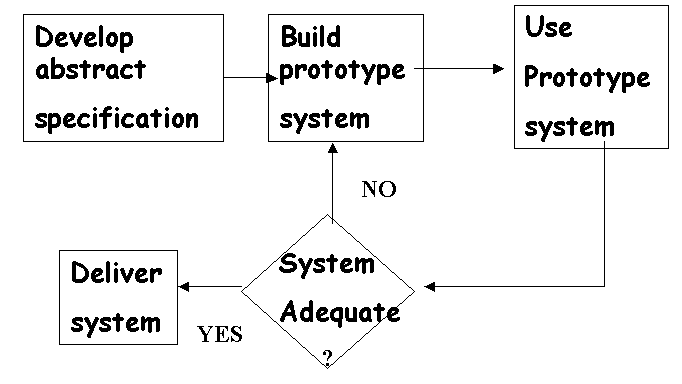 Develop
abstract
specification
Build
prototype
system
Use
Prototype
system
NO
System
Adequate
?
Deliver
system
YES